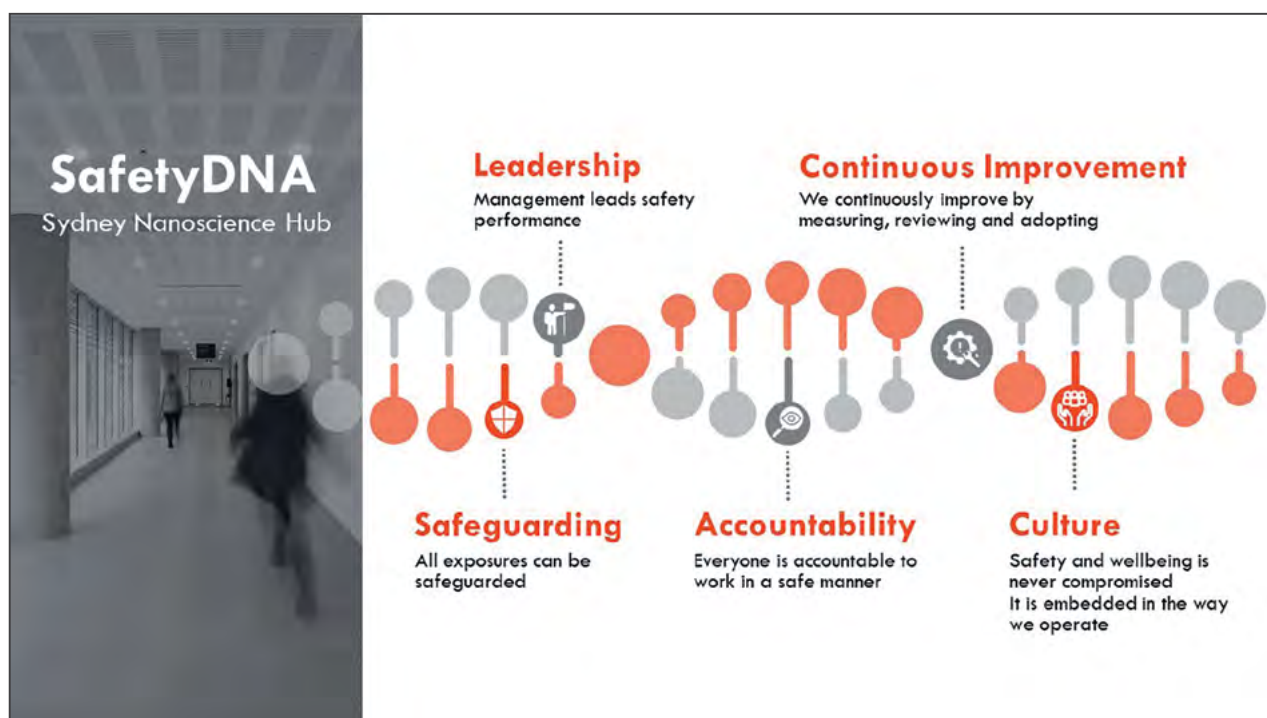 SafetyDNA
Sydney Nanoscience Hub
Leadership
Management leads safety
performance
Continuous Improvement
We continuously improve by
measuring, reviewing and adopting
Safeguarding
All exposures can be
safeguarded
Accountability
Everyone is accountable to
work in a safe manner
Culture
Safety and wellbeing is
never compromised
It is embedded in the way
we operate